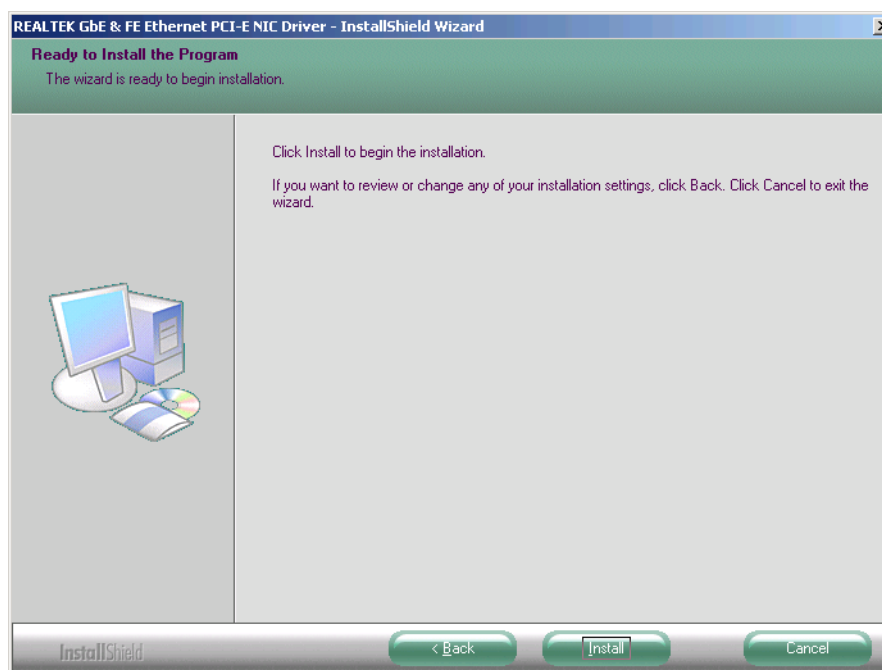 REALTEK GbE & FE Ethernet PCI-E NIC Driver - InstallShield Wizard
Ready to Install the Program
The wizard is ready to begin installation.
Click Install to begin the installation.
If you want to review or change any of your installation settings, click Back. Click Cancel to exit the
wizard.
InstallShield
< Back
Install
Cancel